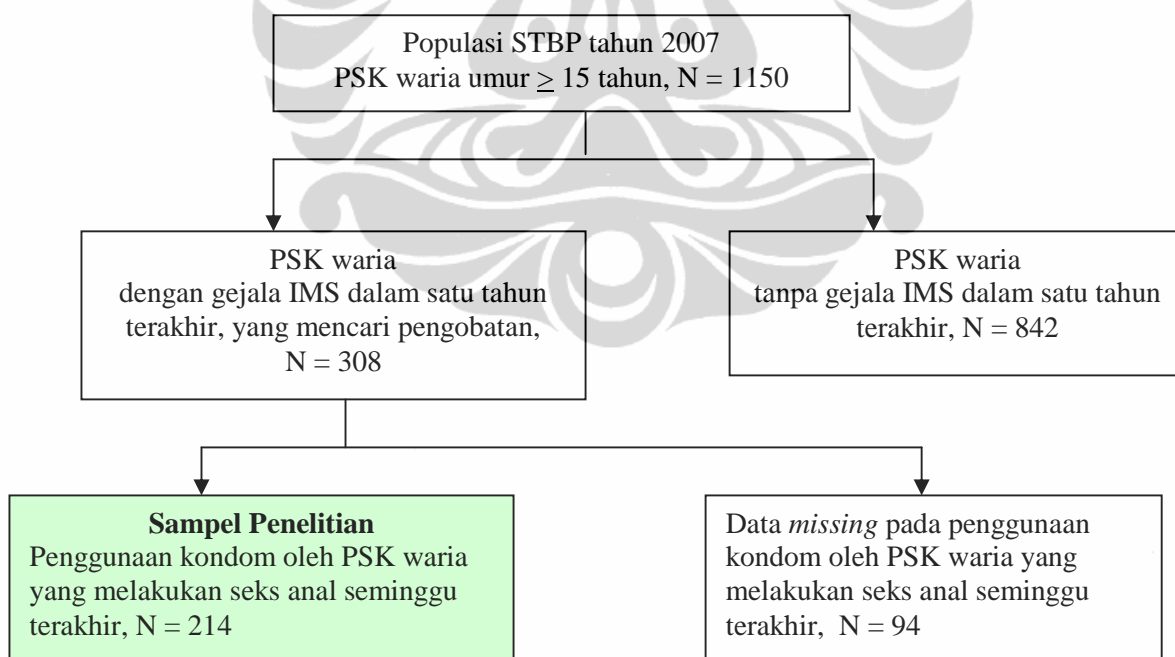 Populasi STBP tahun 2007
PSK waria umur ≥ 15 tahun, N = 1150
PSK waria
dengan gejala IMS dalam satu tahun
terakhir, yang mencari pengobatan,
N = 308
PSK waria
tanpa gejala IMS dalam satu tahun
terakhir, N = 842
Sampel Penelitian
Penggunaan kondom oleh PSK waria
yang melakukan seks anal seminggu
terakhir, N = 214
Data missing pada penggunaan
kondom oleh PSK waria yang
melakukan seks anal seminggu
terakhir, N = 94